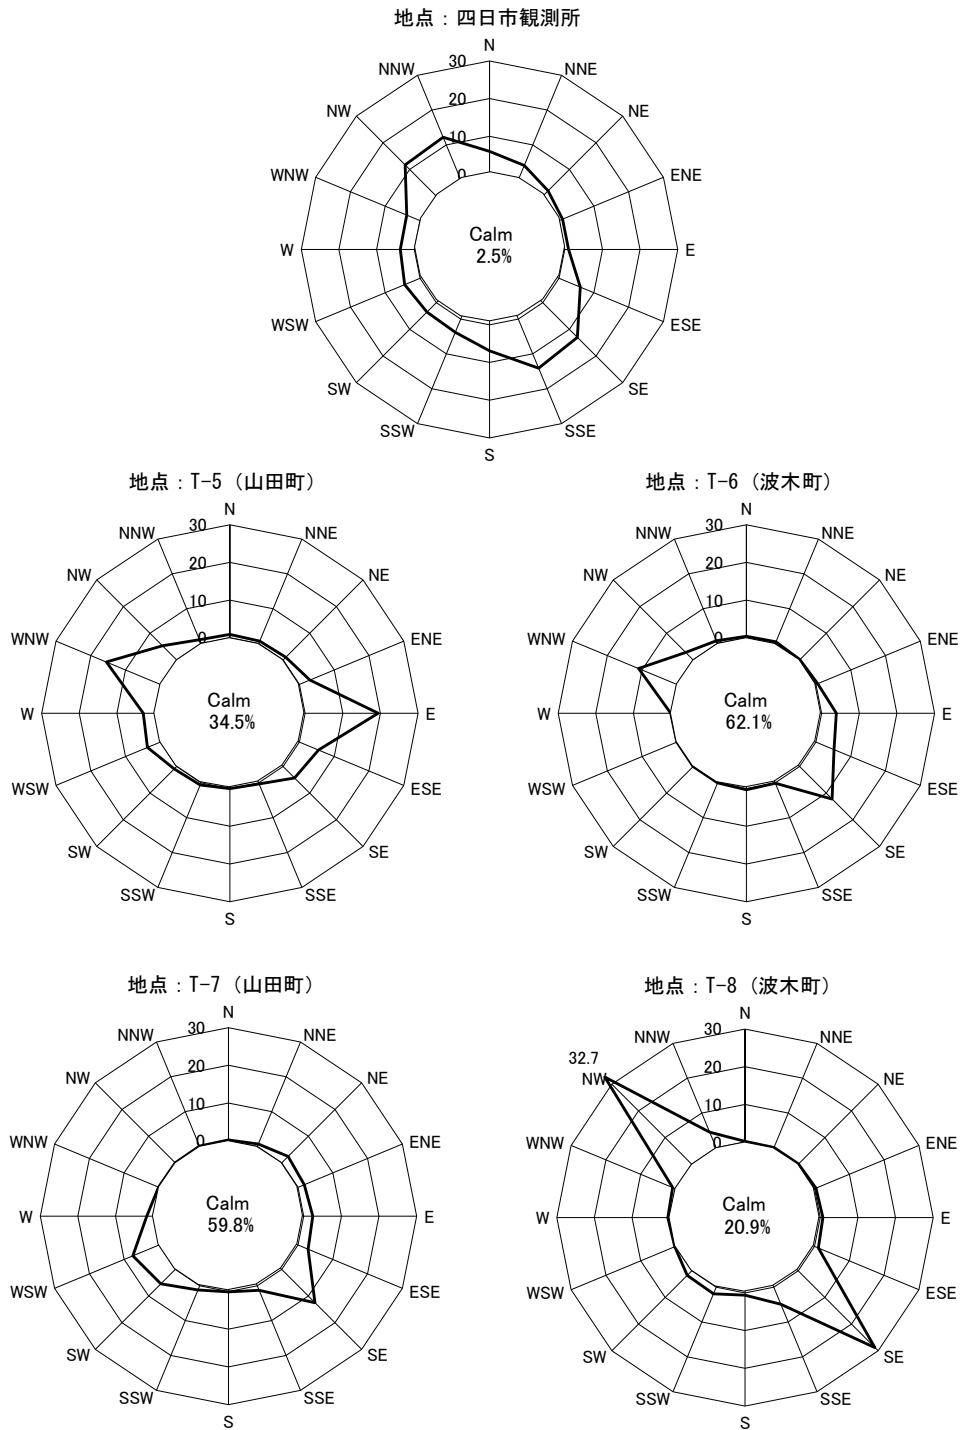 地点：四日市観測所
N
30
NNW
NNE
20
NW
NE
10
WNW
ENE
0
Calm
2.5%
W
E
WSW
ESE
SW
SE
SSW
SSE
S
地点：T-5（山田町）
N
30
NNW
NNE
20
NW
NE
10
WNW
ENE
0
Calm
34.5%
W
E
WSW
ESE
SW
SE
SSW
SSE
S
地点：T-6（波木町）
N
30
NNW
NNE
20
NW
NE
10
WNW
ENE
0
Calm
62.1%
W
E
WSW
ESE
SW
SE
SSW
SSE
S
地点：T-7（山田町）
N
30
NNW
NNE
20
NW
NE
10
WNW
ENE
0
Calm
59.8%
W
E
WSW
ESE
SW
SE
SSW
SSE
S
地点：T-8（波木町）
N
30
NNW
NNE
32.7
20
NW
NE
10
WNW
ENE
0
Calm
20.9%
W
E
WSW
ESE
SW
SE
SSW
SSE
S